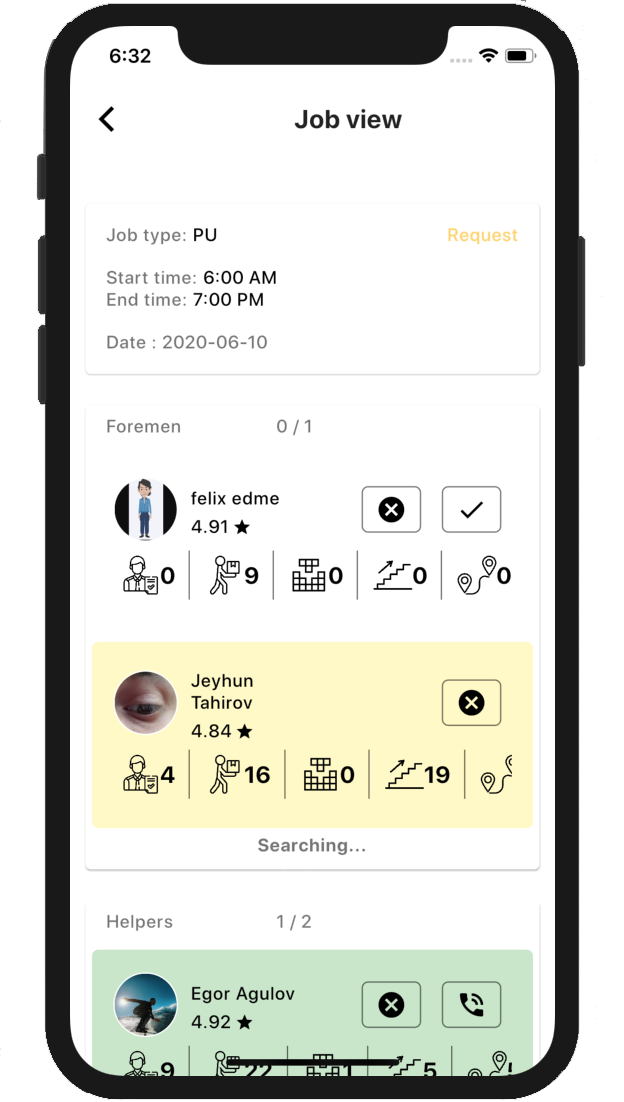 6:32
Job view
Job type: PU Request
Start time: 6:00 AM
End time: 7:00 PM
Date : 2020-06-10
Foremen 0 / 1
felix edme
4.91 ★
0 9 0 0 0
Jeyhun
Tahirov
4.84 ★
4 16 0 19
Searching...
Helpers 1 / 2
Egor Agulov
4.92 ★
9 22 1 5